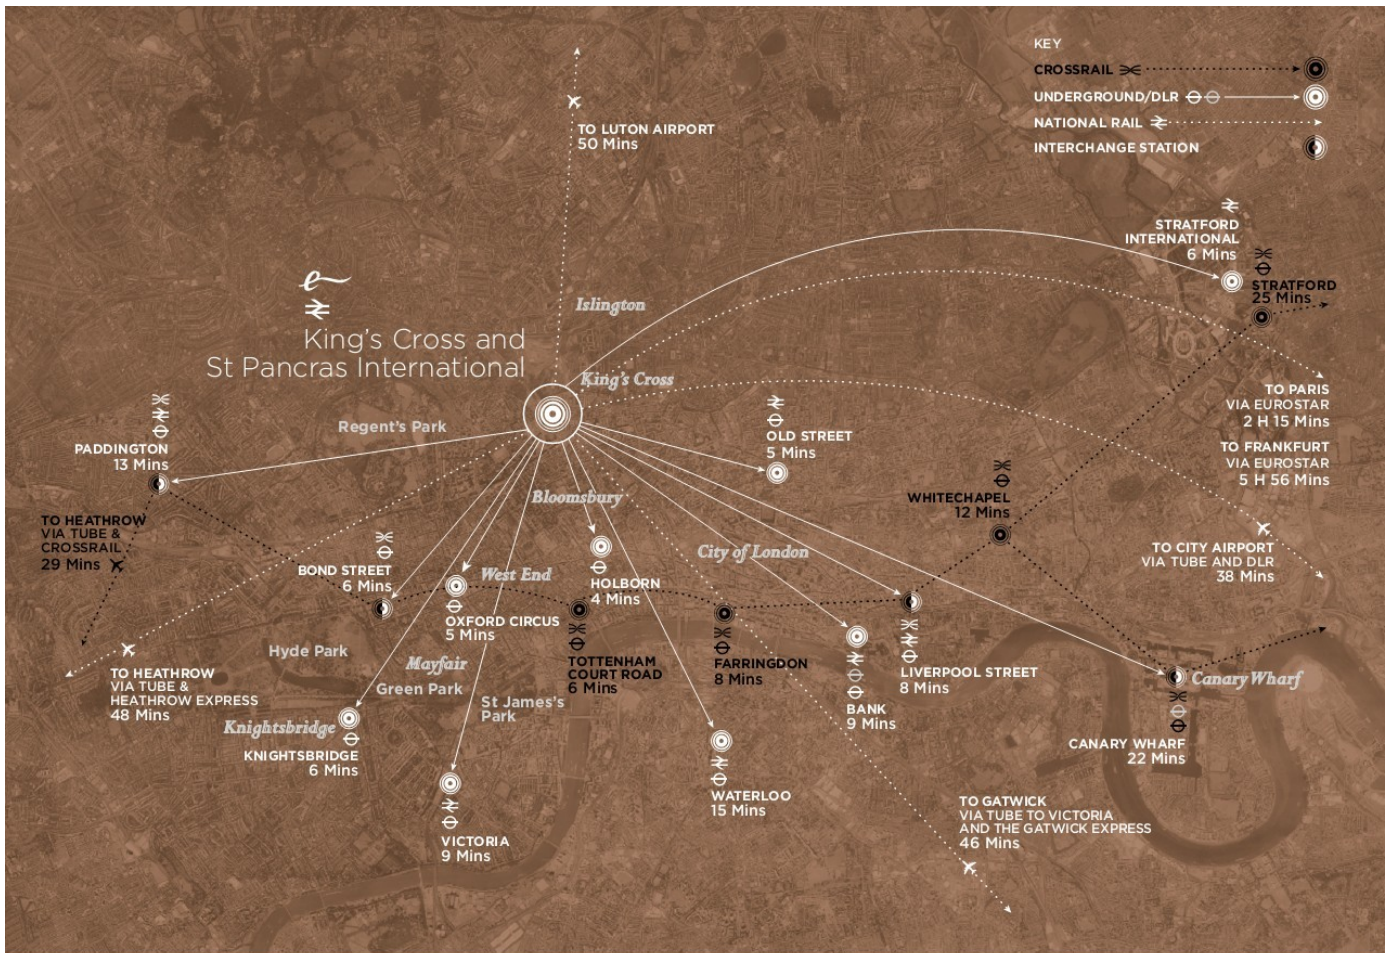 KEY
CROSSRAIL
UNDERGROUND/DLR
NATIONAL RAIL
INTERCHANGE STATION
TO LUTON AIRPORT
50 Mins
STRATFORD
INTERNATIONAL
6 Mins
STRATFORD
25 Mins
Islington
e
King's Cross and
St Pancras International
King's Cross
TO PARIS
VIA EUROSTAR
2 H 15 Mins
TO FRANKFURT
VIA EUROSTAR
5 H 56 Mins
Regent's Park
PADDINGTON
13 Mins
OLD STREET
5 Mins
Bloomsbury
WHITECHAPEL
12 Mins
TO HEATHROW
VIA TUBE &
CROSSRAIL
29 Mins
City of London
TO CITY AIRPORT
VIA TUBE AND DLR
38 Mins
BOND STREET
6 Mins
West End
HOLBORN
4 Mins
OXFORD CIRCUS
5 Mins
Hyde Park
Mayfair
Green Park
TOTTENHAM
COURT ROAD
6 Mins
FARRINGDON
8 Mins
LIVERPOOL STREET
8 Mins
Canary Wharf
TO HEATHROW
VIA TUBE &
HEATHROW EXPRESS
48 Mins
St James's
Park
BANK
9 Mins
Knightsbridge
KNIGHTSBRIDGE
6 Mins
CANARY WHARF
22 Mins
WATERLOO
15 Mins
TO GATWICK
VIA TUBE TO VICTORIA
AND THE GATWICK EXPRESS
46 Mins
VICTORIA
9 Mins